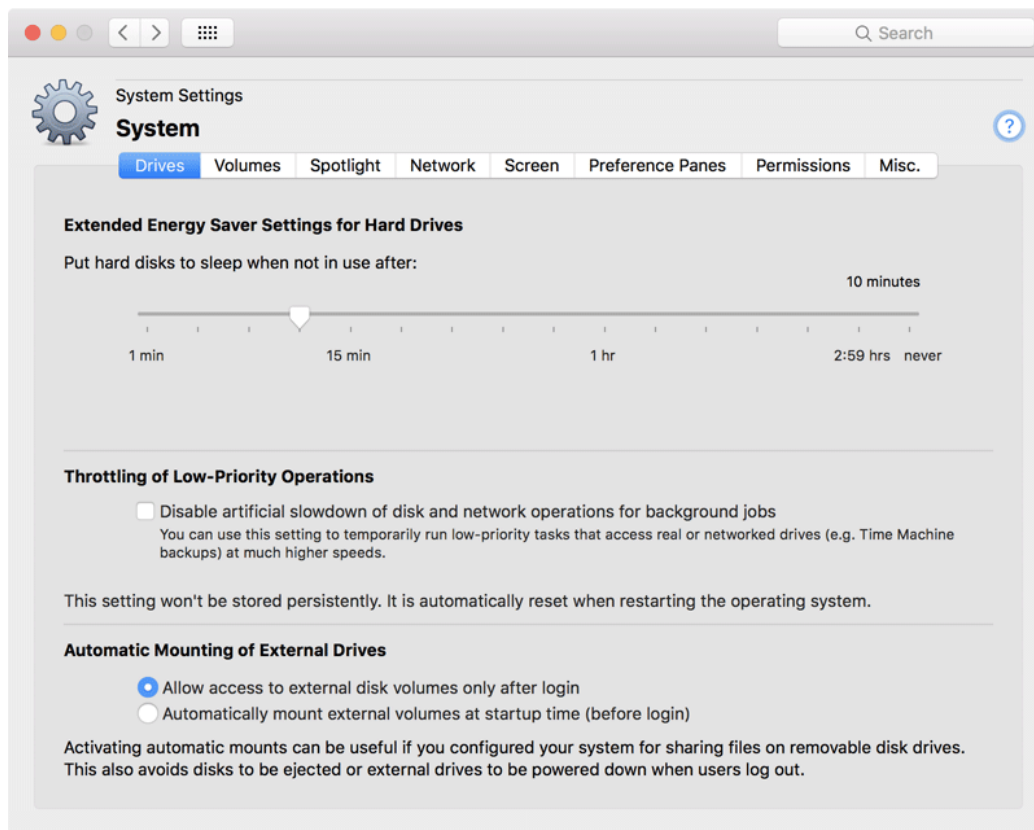 Search
System Settings
System
?
Drives Volumes Spotlight Network Screen Preference Panes Permissions Misc.
Extended Energy Saver Settings for Hard Drives
Put hard disks to sleep when not in use after:
10 minutes
1 min 15 min 1 hr 2:59 hrs never
Throttling of Low-Priority Operations
Disable artificial slowdown of disk and network operations for background jobs
You can use this setting to temporarily run low-priority tasks that access real or networked drives (e.g. Time Machine
backups) at much higher speeds.
This setting won't be stored persistently. It is automatically reset when restarting the operating system.
Automatic Mounting of External Drives
Allow access to external disk volumes only after login
Automatically mount external volumes at startup time (before login)
Activating automatic mounts can be useful if you configured your system for sharing files on removable disk drives.
This also avoids disks to be ejected or external drives to be powered down when users log out.